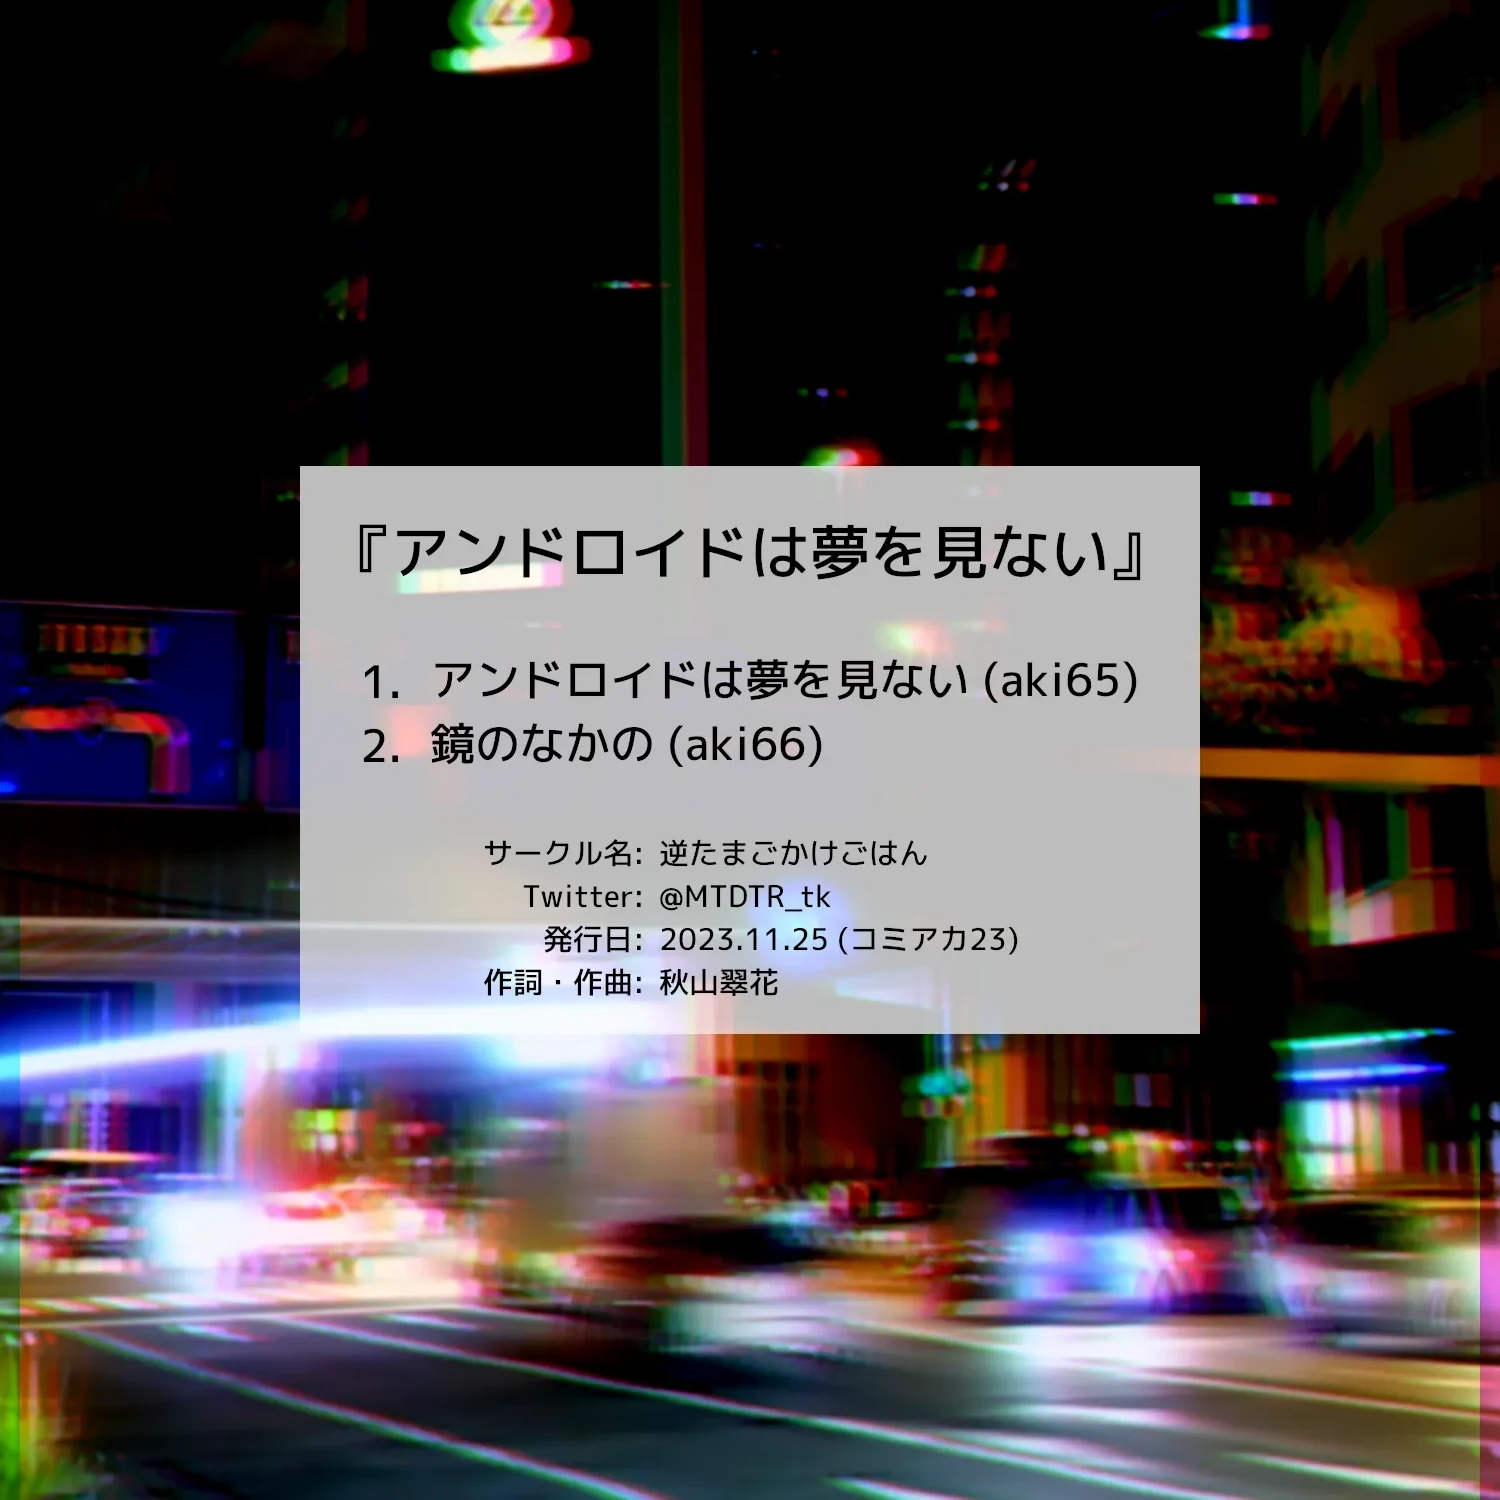 『アンドロイドは夢を見ない』
1. アンドロイドは夢を見ない (aki65)
2. 鏡のなかの (aki66)
サークル名: 逆たまごかけごはん
Twitter: @MTDTR_tk
発行日: 2023.11.25 (コミアカ23)
作詞・作曲: 秋山翠花